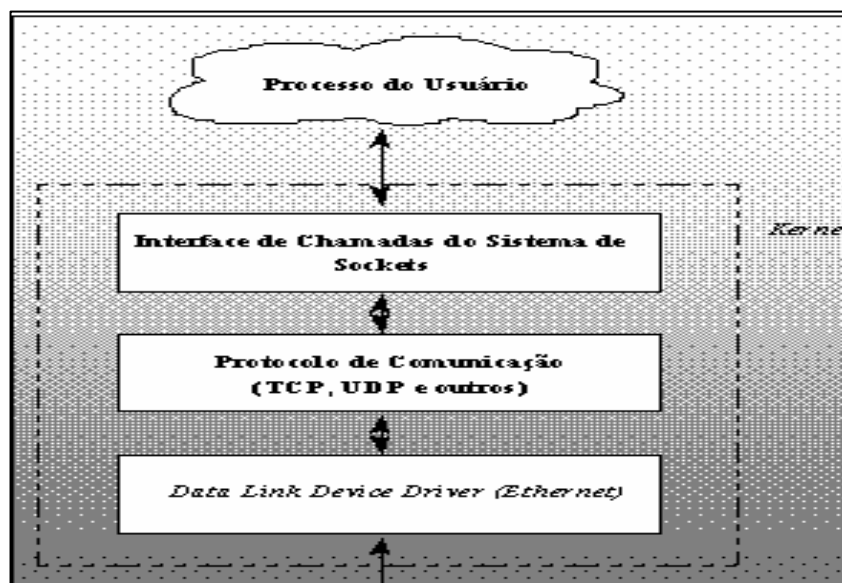 Processo do Usuário
Interface de Chamadas do Sistema de
Sockets
Kerne
Protocolo de Comunicação
(TCP, UDP e outros)
Data Link Device Driver (Ethernet)